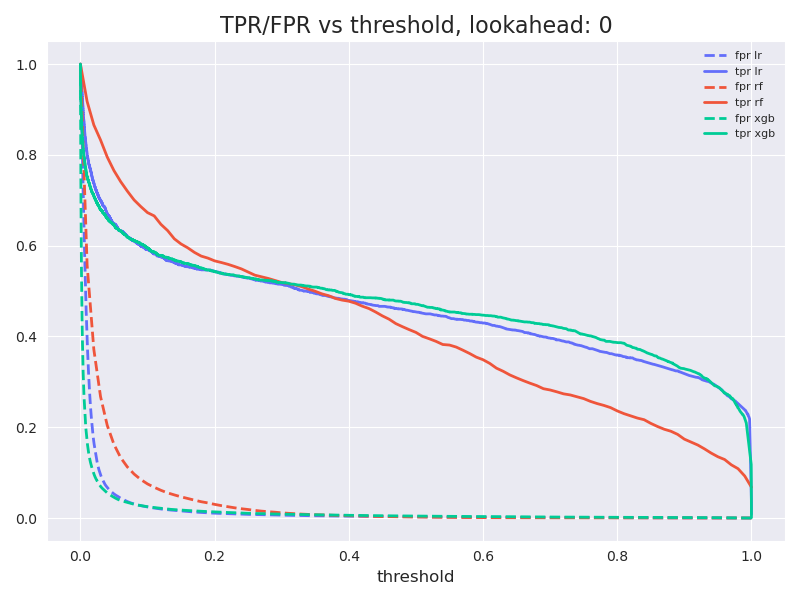 TPR/FPR vs threshold, lookahead: 0
fpr lr
tpr lr
fpr rf
tpr rf
fpr xgb
tpr xgb
1.0
0.8
0.6
0.4
0.2
0.0
0.0 0.2 0.4 0.6 0.8 1.0
threshold